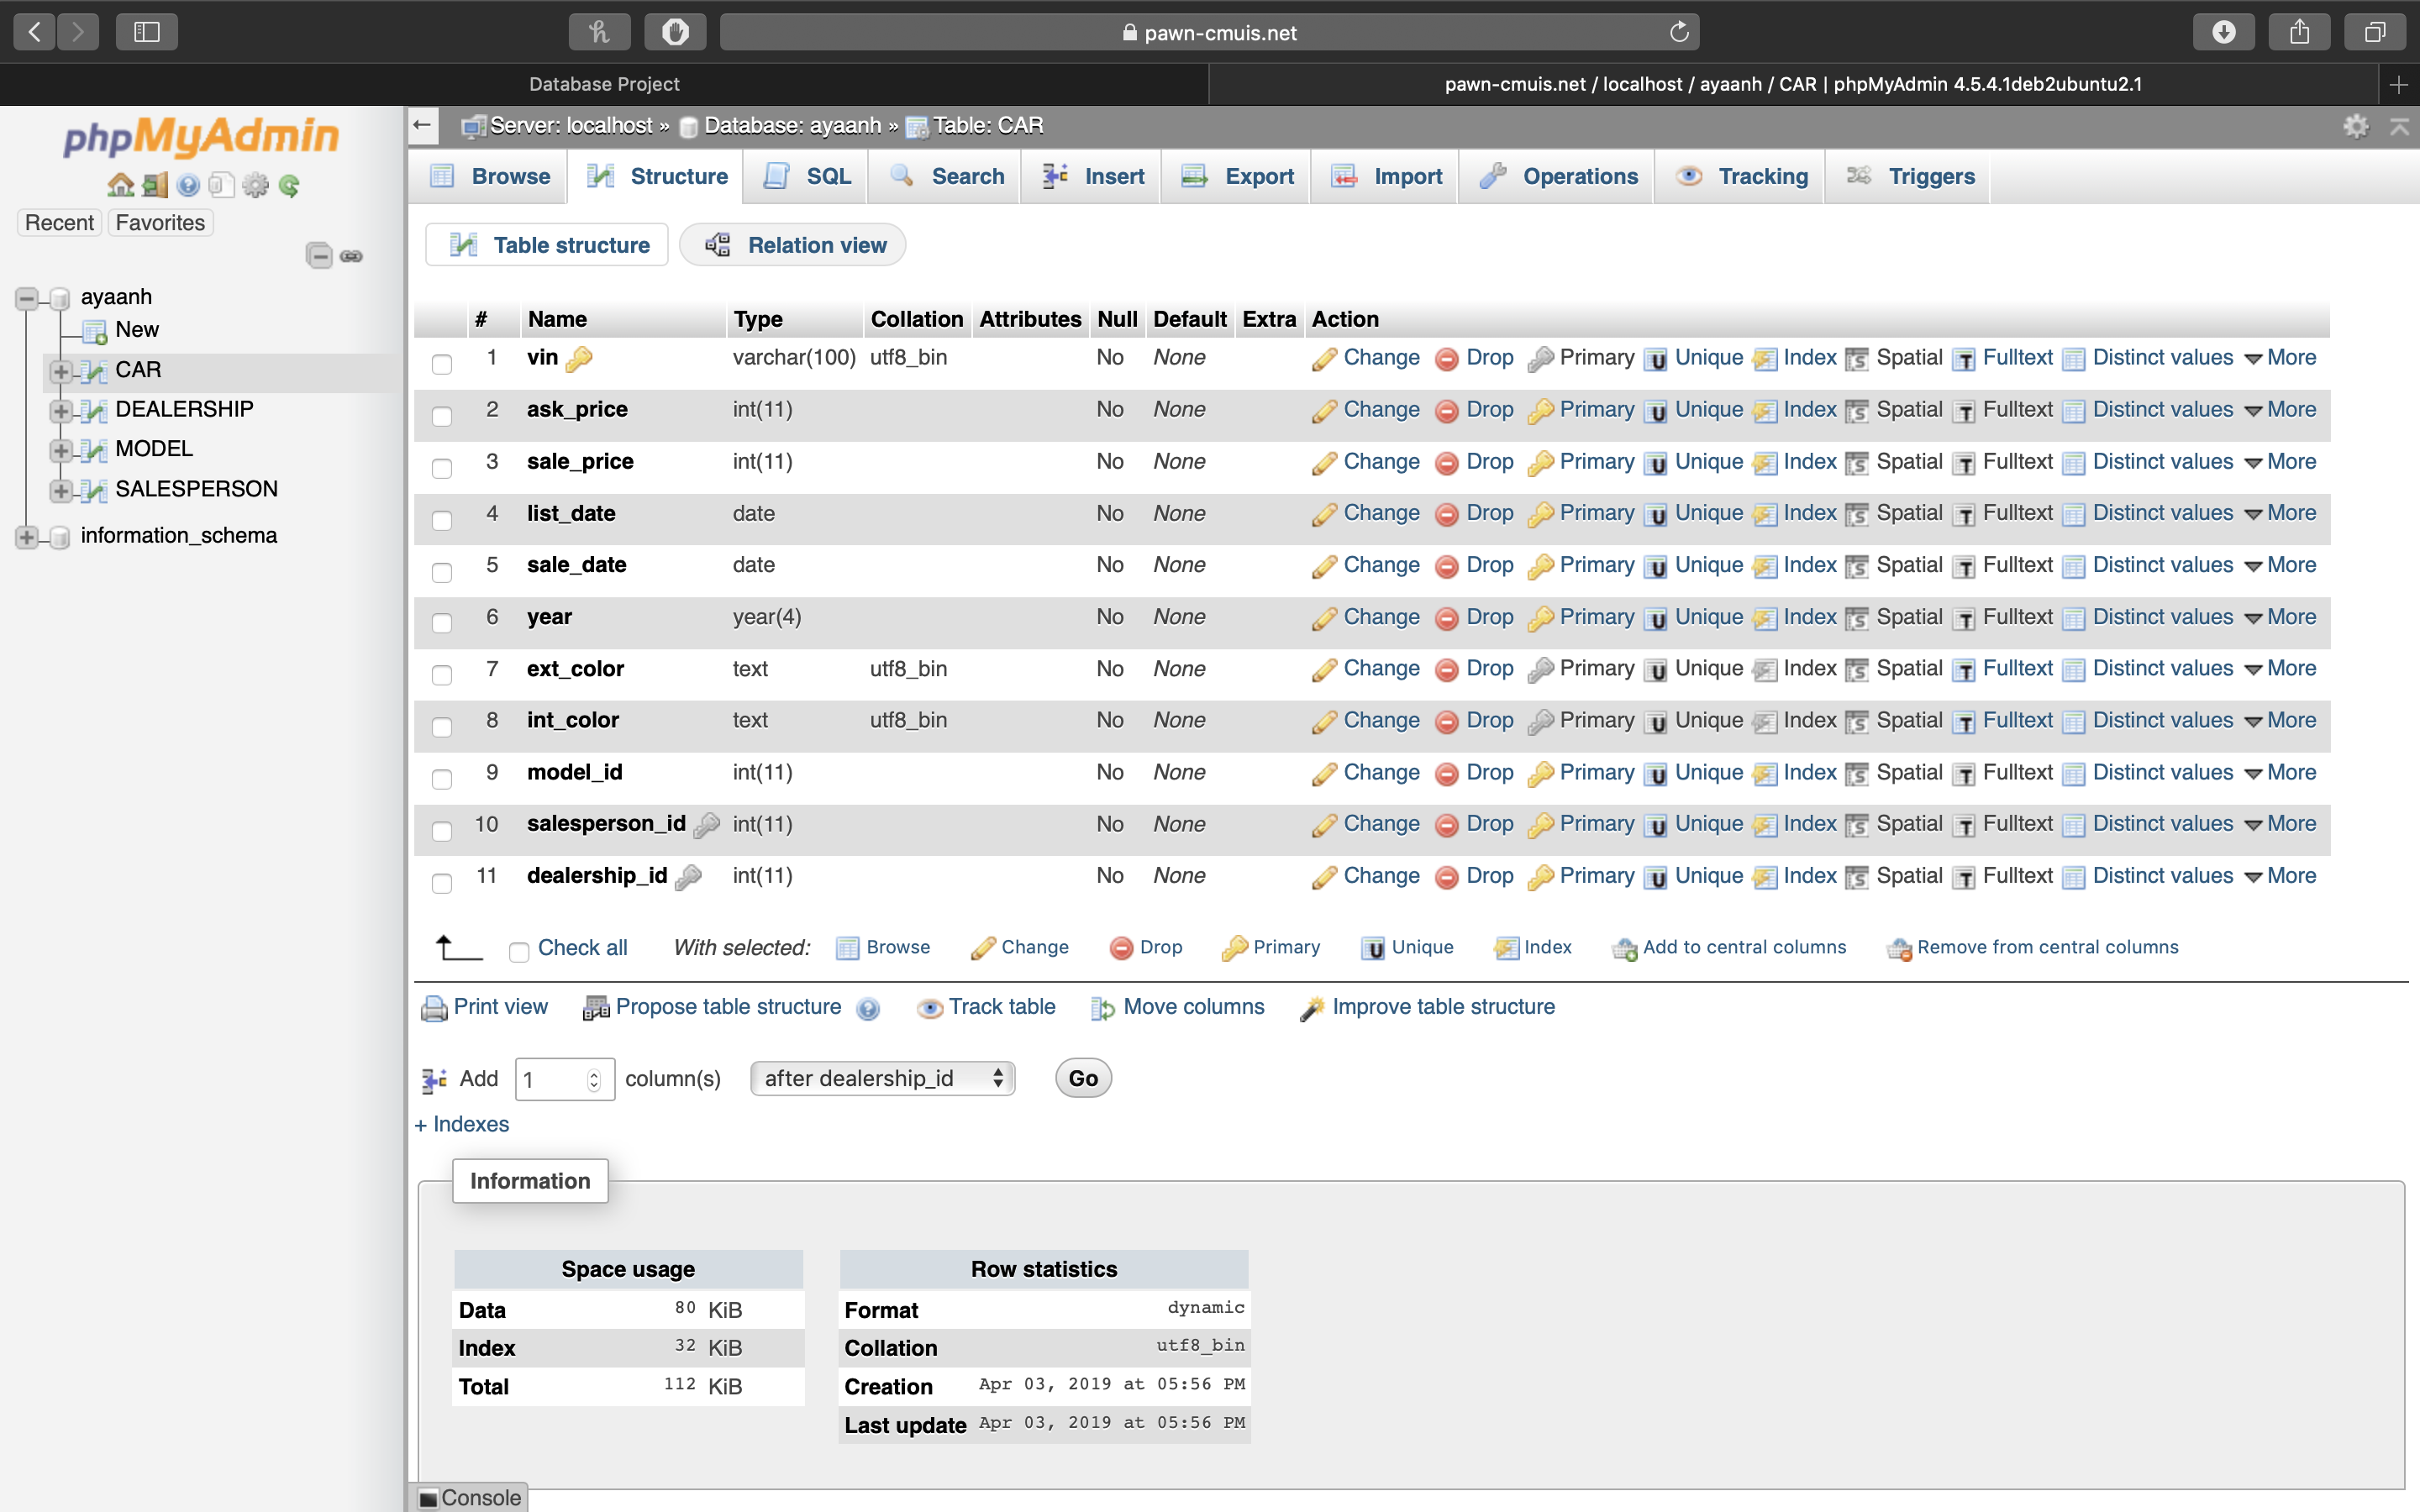 pawn-cmuis.net
Database Project
pawn-cmuis.net / localhost / ayaanh / CAR | phpMyAdmin 4.5.4.1deb2ubuntu2.1
phpMyAdmin
Recent Favorites
ayaanh
New
CAR
DEALERSHIP
MODEL
SALESPERSON
information_schema
Server: localhost » Database: ayaanh » Table: CAR
Browse Structure SQL Search Insert Export Import Operations Tracking Triggers
Table structure Relation view
# Name Type Collation Attributes Null Default Extra Action
1 vin varchar(100) utf8_bin No None Change Drop Primary Unique Index Spatial Fulltext Distinct values More
2 ask_price int(11) No None Change Drop Primary Unique Index Spatial Fulltext Distinct values More
3 sale_price int(11) No None Change Drop Primary Unique Index Spatial Fulltext Distinct values More
4 list_date date No None Change Drop Primary Unique Index Spatial Fulltext Distinct values More
5 sale_date date No None Change Drop Primary Unique Index Spatial Fulltext Distinct values More
6 year year(4) No None Change Drop Primary Unique Index Spatial Fulltext Distinct values More
7 ext_color text utf8_bin No None Change Drop Primary Unique Index Spatial Fulltext Distinct values More
8 int_color text utf8_bin No None Change Drop Primary Unique Index Spatial Fulltext Distinct values More
9 model_id int(11) No None Change Drop Primary Unique Index Spatial Fulltext Distinct values More
10 salesperson_id int(11) No None Change Drop Primary Unique Index Spatial Fulltext Distinct values More
11 dealership_id int(11) No None Change Drop Primary Unique Index Spatial Fulltext Distinct values More
Check all With selected: Browse Change Drop Primary Unique Index Add to central columns Remove from central columns
Print view Propose table structure Track table Move columns Improve table structure
Add 1 column(s) after dealership_id Go
+ Indexes
Information
Space usage
Data 80 KiB
Index 32 KiB
Total 112 KiB
Row statistics
Format dynamic
Collation utf8_bin
Creation Apr 03, 2019 at 05:56 PM
Last update Apr 03, 2019 at 05:56 PM
Console